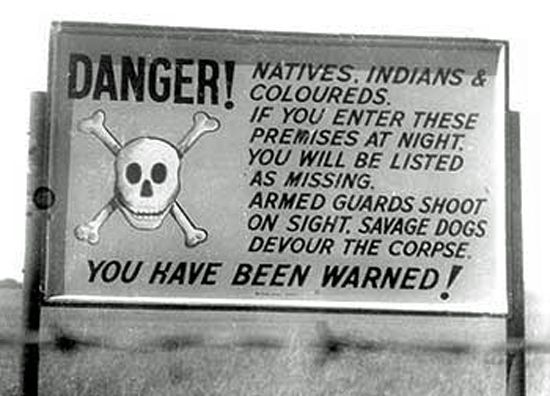 DANGER!
NATIVES, INDIANS &
COLOUREDS.
IF YOU ENTER THESE
PREMISES AT NIGHT.
YOU WILL BE LISTED
AS MISSING.
ARMED GUARDS SHOOT
ON SIGHT. SAVAGE DOGS
DEVOUR THE CORPSE.
YOU HAVE BEEN WARNED!